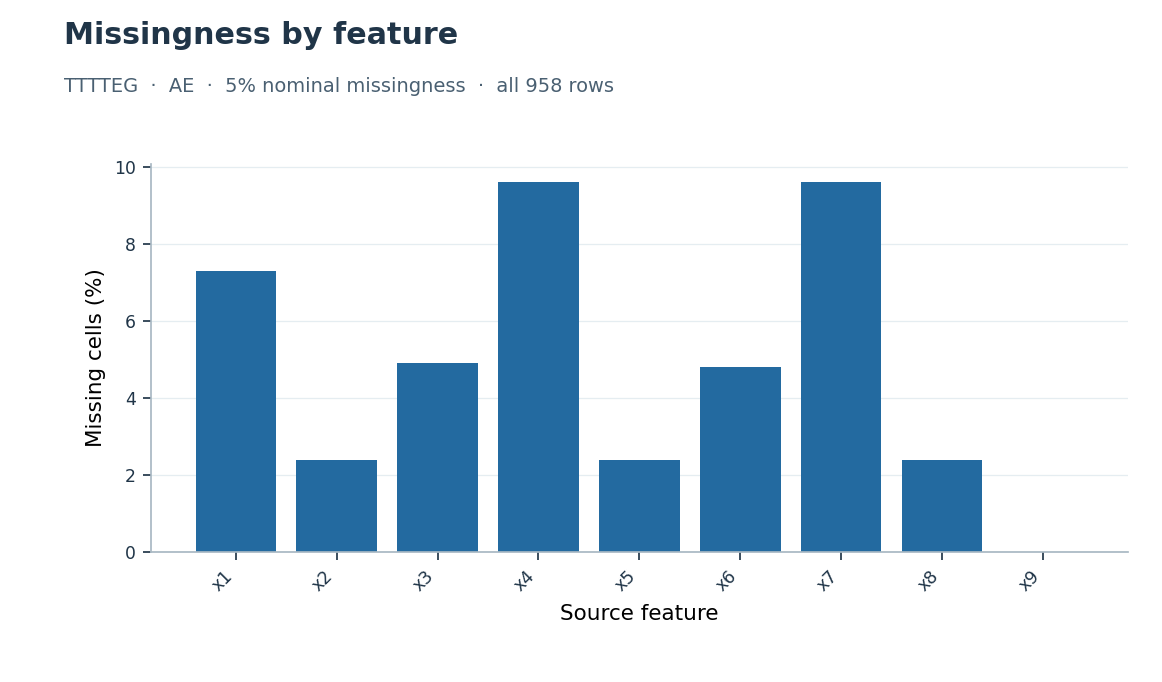 Missingness by feature
TTTTEG · AE · 5% nominal missingness · all 958 rows
10
8
6
4
2
0
Missing cells (%)
x1 x2 x3 x4 x5 x6 x7 x8 x9
Source feature